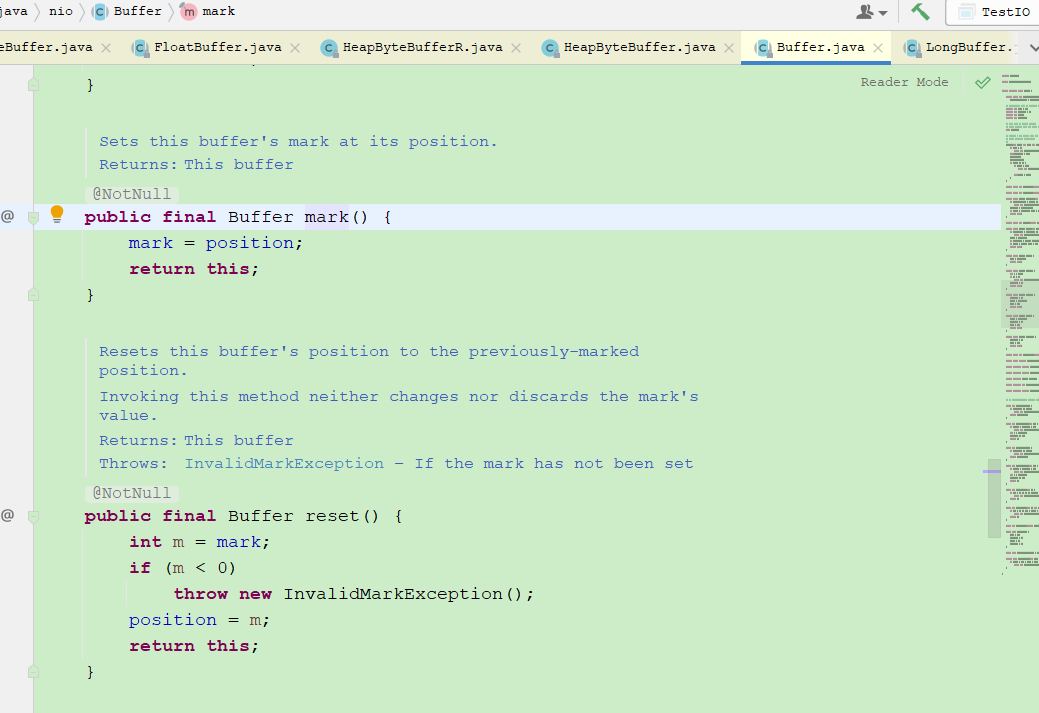 java nio Buffer mark TestIO
eBuffer.java FloatBuffer.java HeapByteBufferR.java HeapByteBuffer.java Buffer.java LongBuffer.
Reader Mode
}
Sets this buffer's mark at its position.
Returns: This buffer
@NotNull
@ public final Buffer mark() {
mark = position;
return this;
}
Resets this buffer's position to the previously-marked
position.
Invoking this method neither changes nor discards the mark's
value.
Returns: This buffer
Throws: InvalidMarkException – If the mark has not been set
@NotNull
@ public final Buffer reset() {
int m = mark;
if (m < 0)
throw new InvalidMarkException();
position = m;
return this;
}